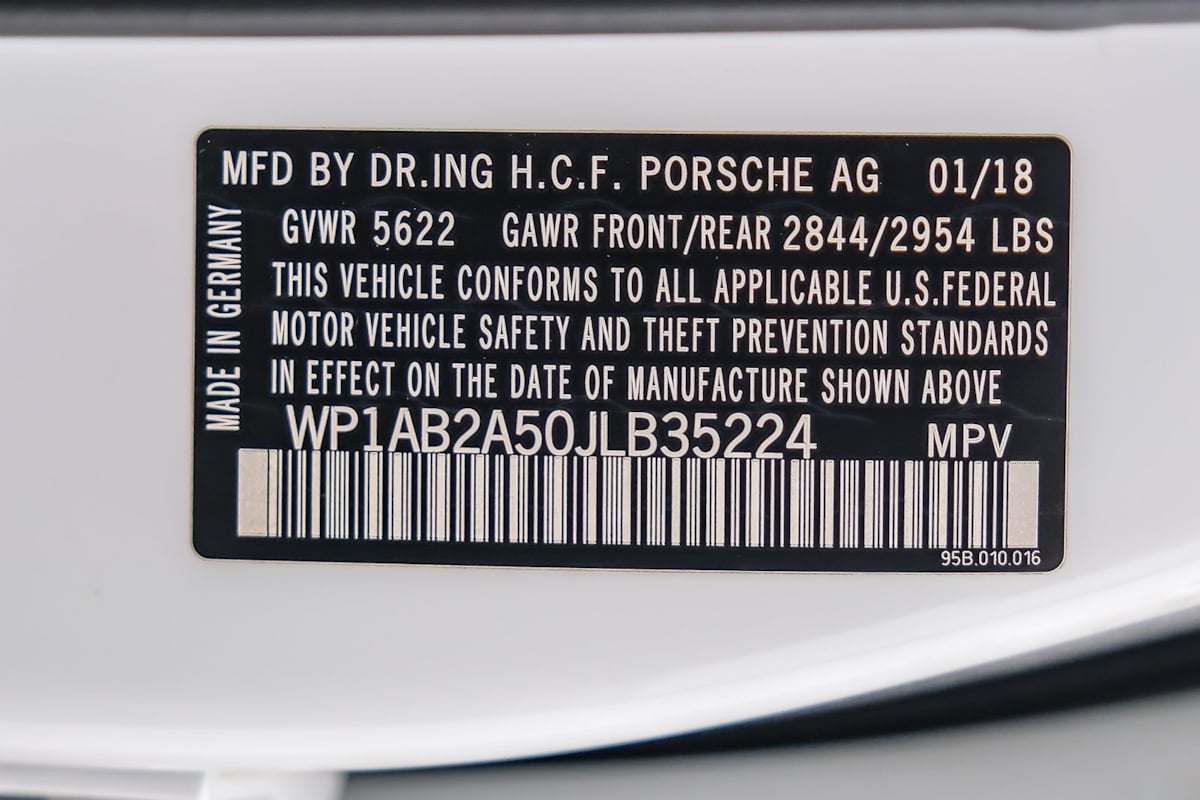 MFD BY DR.ING H.C.F. PORSCHE AG 01/18
GVWR 5622 GAWR FRONT/REAR 2844/2954 LBS
THIS VEHICLE CONFORMS TO ALL APPLICABLE U.S.FEDERAL
MOTOR VEHICLE SAFETY AND THEFT PREVENTION STANDARDS
IN EFFECT ON THE DATE OF MANUFACTURE SHOWN ABOVE
MADE IN GERMANY
WP1AB2A50JLB35224 MPV
95B.010.016